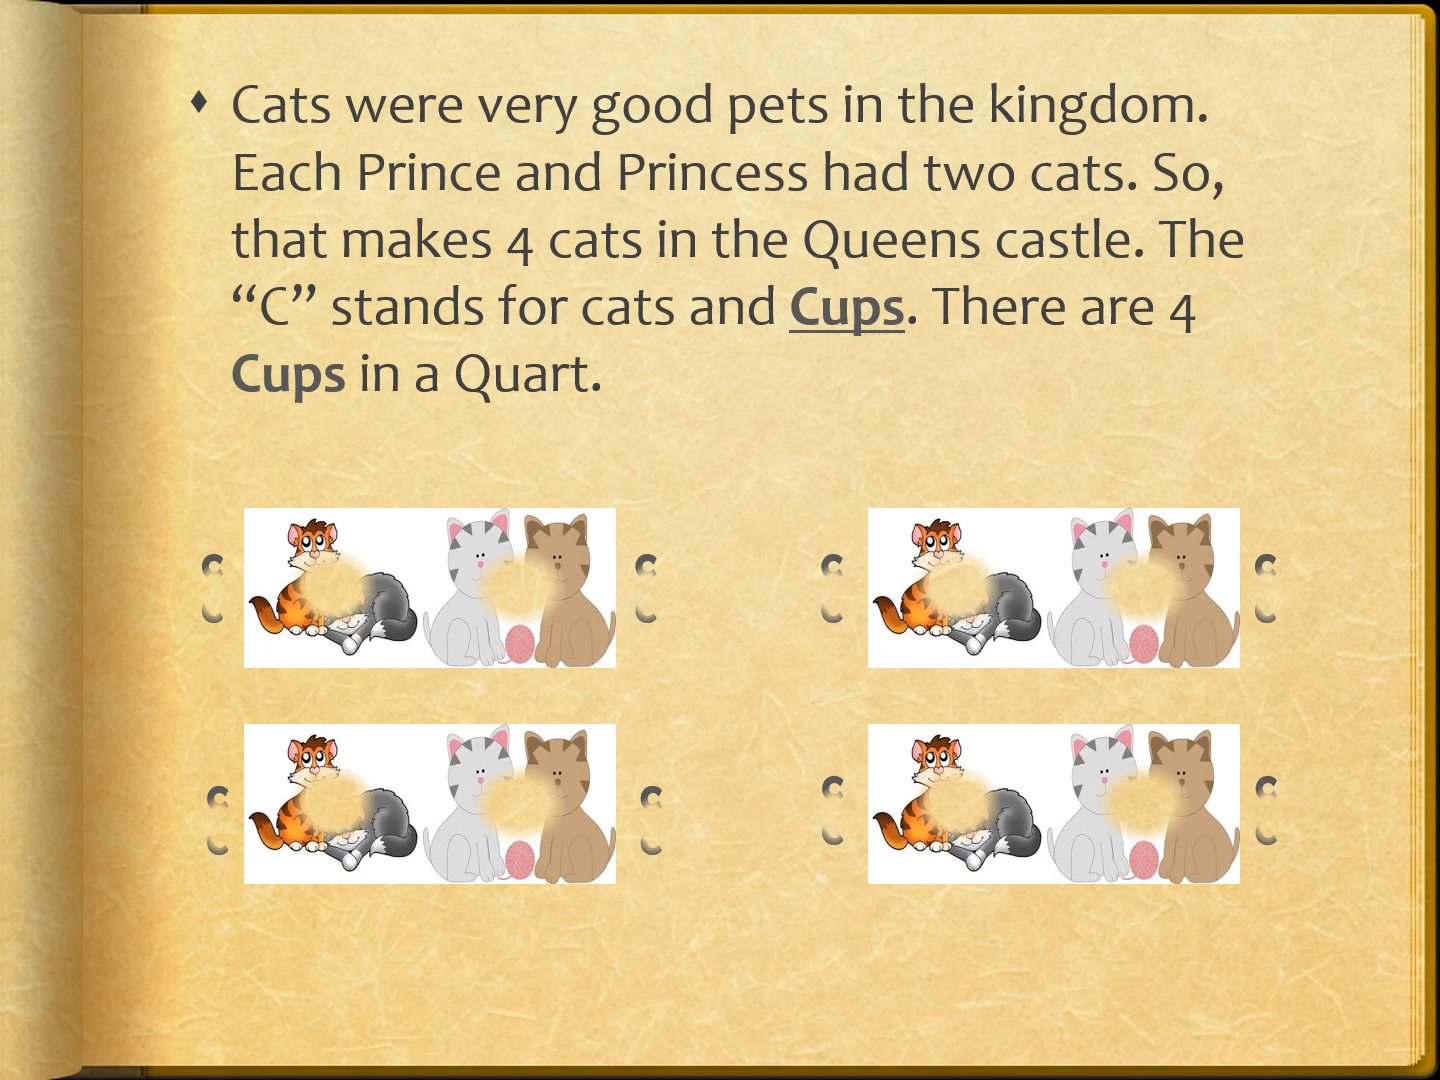 Cats were very good pets in the kingdom.
Each Prince and Princess had two cats. So,
that makes 4 cats in the Queens castle. The
“C” stands for cats and Cups. There are 4
Cups in a Quart.
C C C C
C C C C